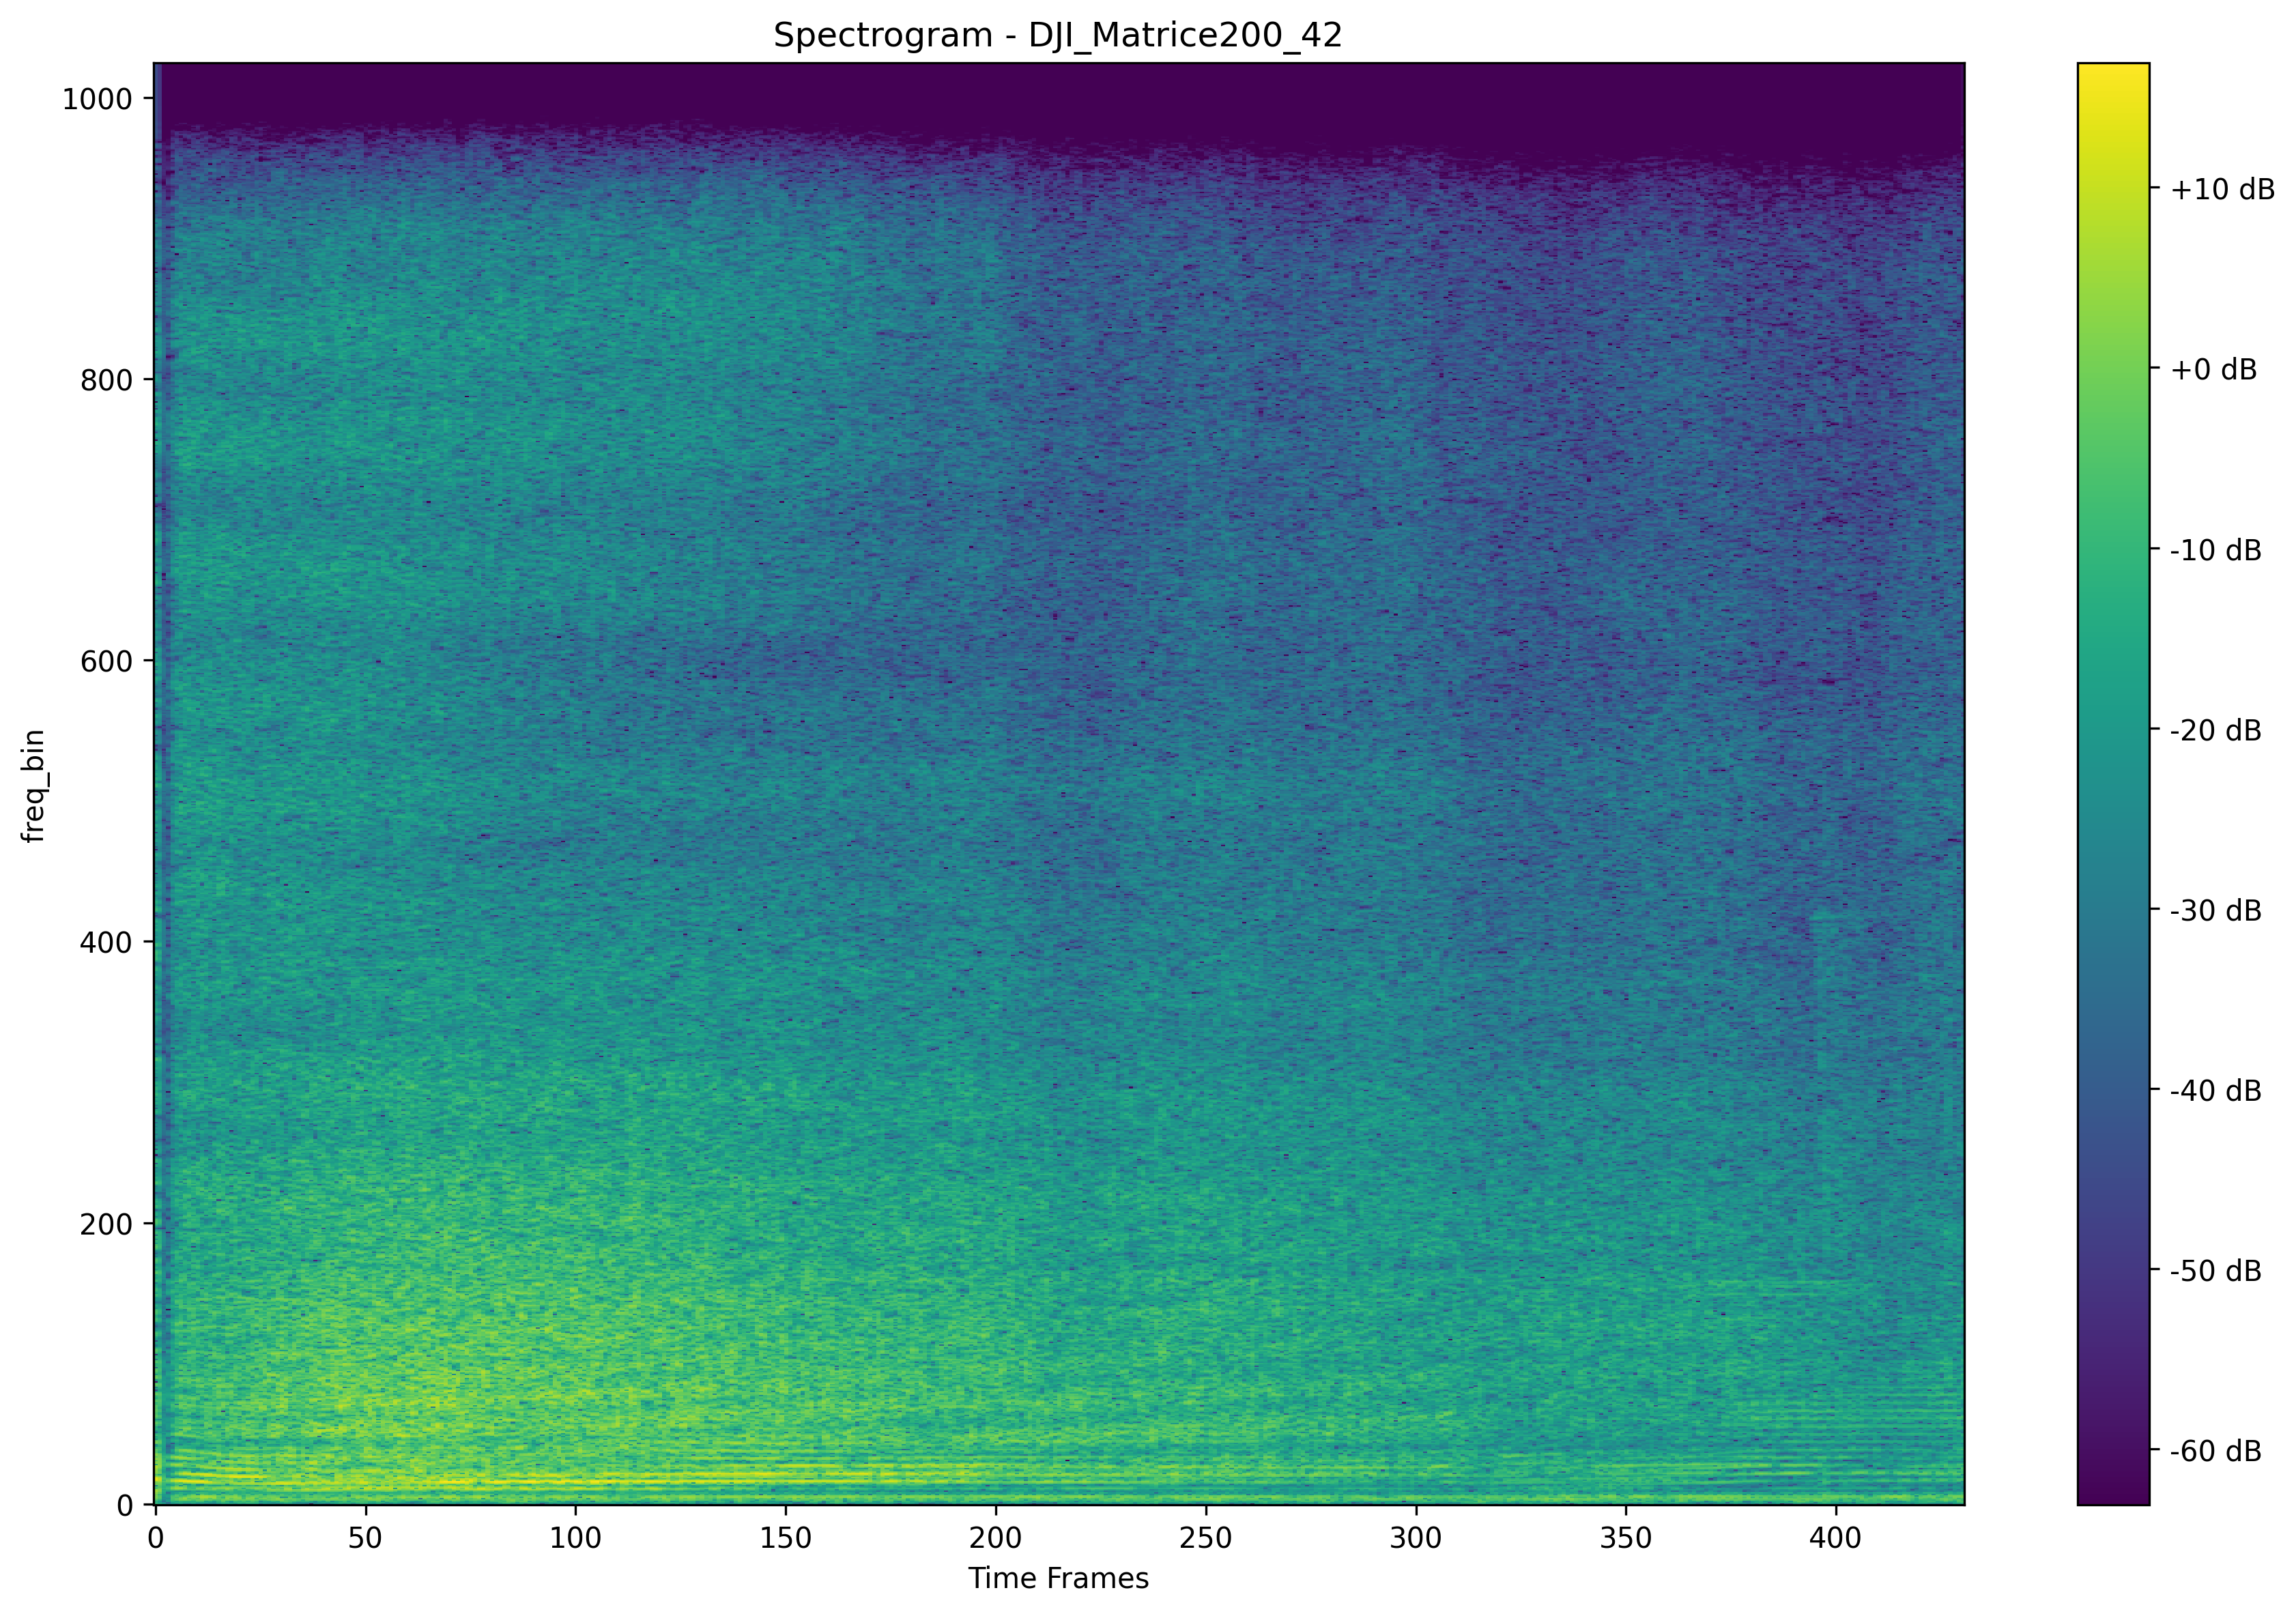 Spectrogram - DJI_Matrice200_42
1000
800
600
400
200
0
freq_bin
0 50 100 150 200 250 300 350 400
Time Frames
+10 dB
+0 dB
-10 dB
-20 dB
-30 dB
-40 dB
-50 dB
-60 dB